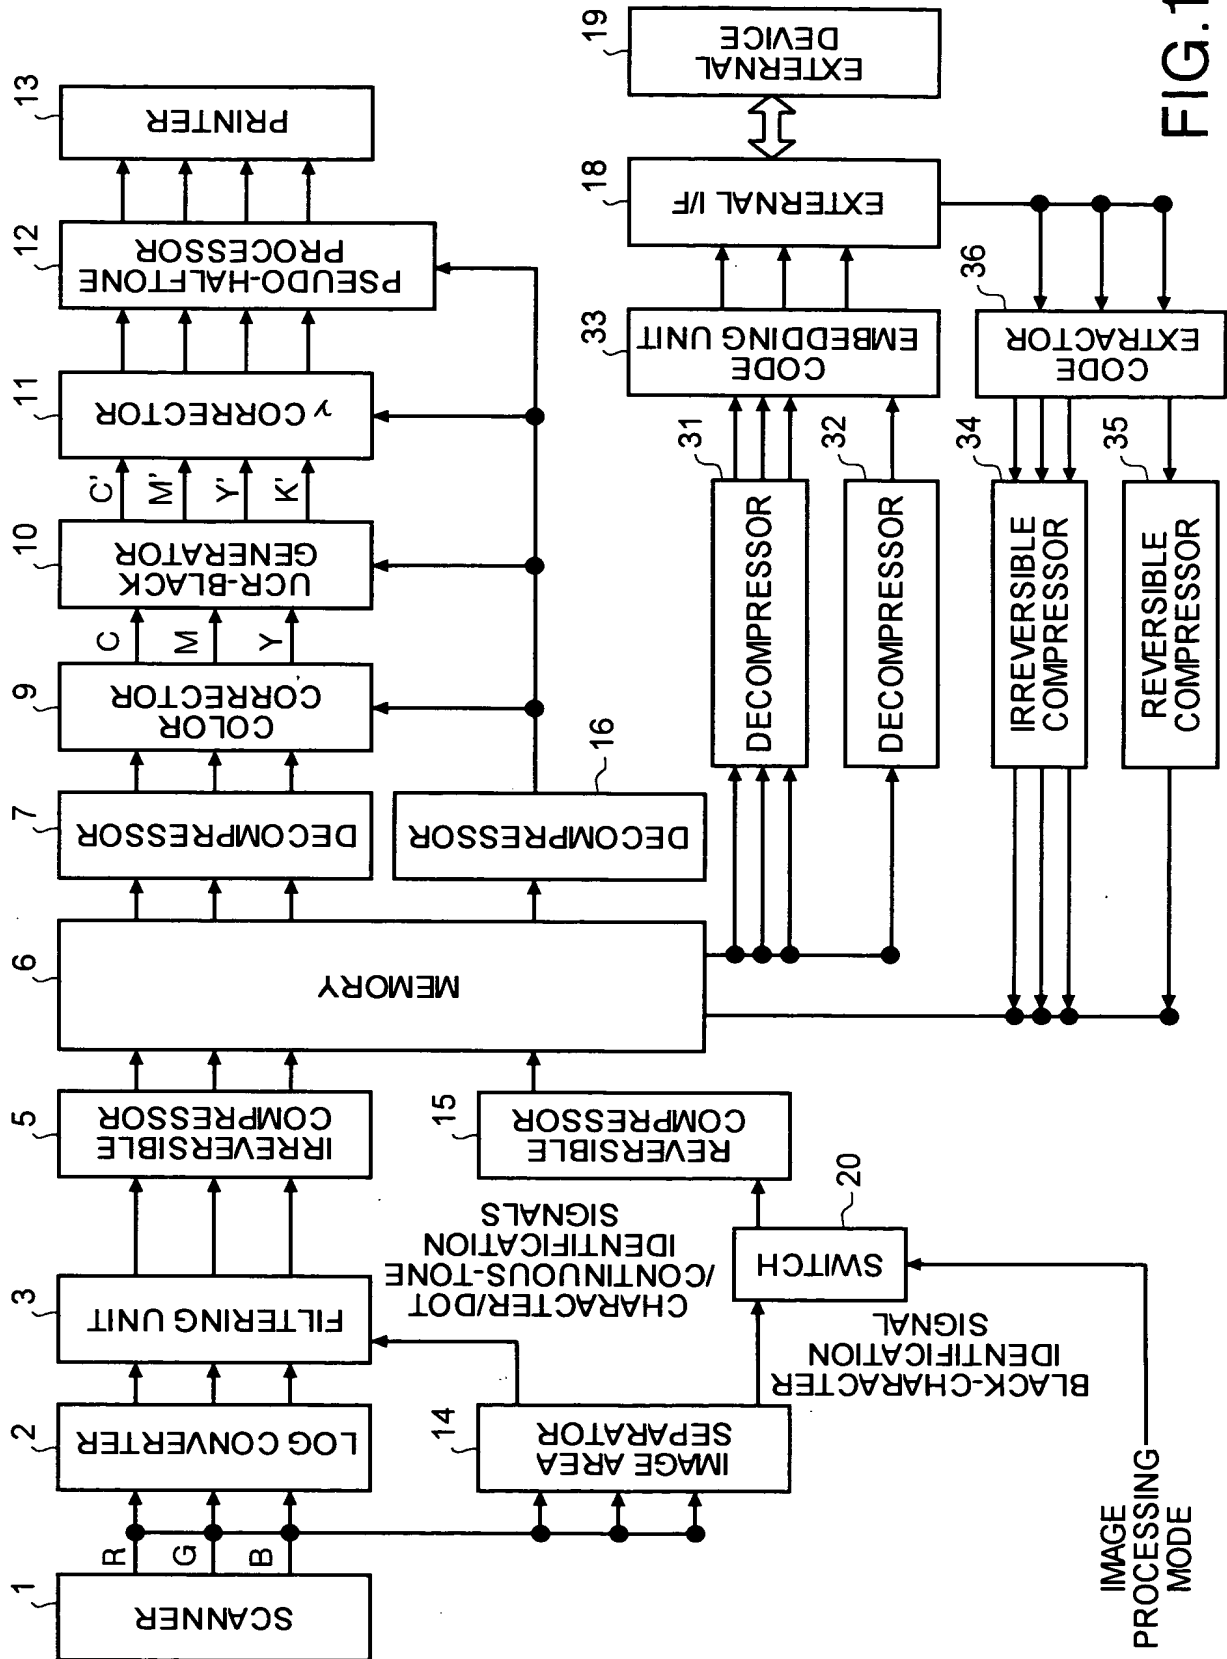 FIG.1
1
SCANNER
R
G
B
2
LOG CONVERTER
3
FILTERING UNIT
5
IRREVERSIBLE
COMPRESSOR
6
MEMORY
7
DECOMPRESSOR
9
COLOR
CORRECTOR
C
M
Y
10
UCR-BLACK
GENERATOR
C'
M'
Y'
K'
11
γ CORRECTOR
12
PSEUDO-HALFTONE
PROCESSOR
13
PRINTER
14
IMAGE AREA
SEPARATOR
CHARACTER/DOT
/CONTINUOUS-TONE
IDENTIFICATION
SIGNALS
BLACK-CHARACTER
IDENTIFICATION
SIGNAL
20
SWITCH
15
REVERSIBLE
COMPRESSOR
16
DECOMPRESSOR
IMAGE
PROCESSING
MODE
31
DECOMPRESSOR
32
DECOMPRESSOR
33
CODE
EMBEDDING UNIT
18
EXTERNAL I/F
19
EXTERNAL
DEVICE
34
IRREVERSIBLE
COMPRESSOR
35
REVERSIBLE
COMPRESSOR
36
CODE
EXTRACTOR